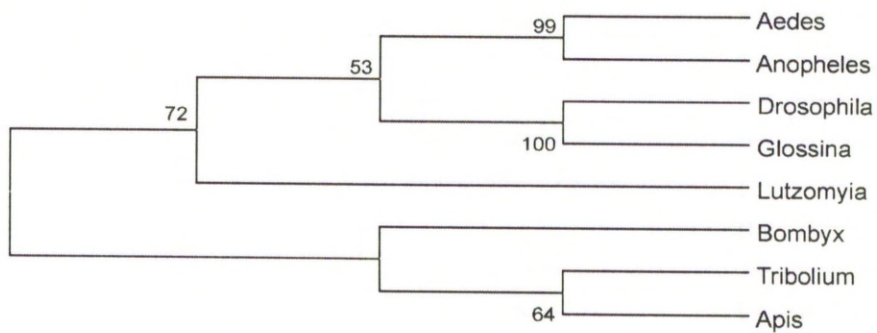 99
Aedes
53
Anopheles
72
Drosophila
100
Glossina
Lutzomyia
Bombyx
Tribolium
64
Apis